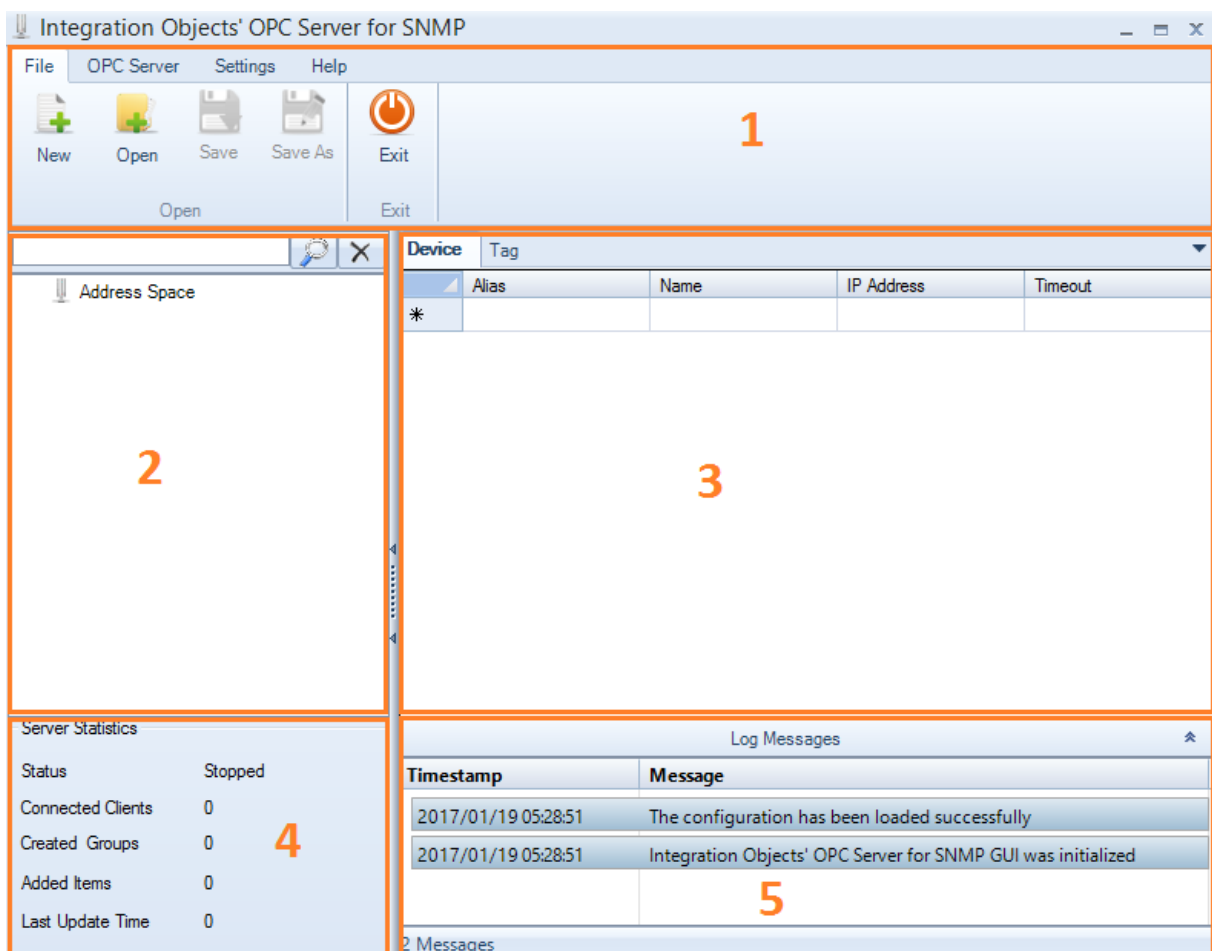 Integration Objects' OPC Server for SNMP
File OPC Server Settings Help
New Open Save Save As Exit
1
Open Exit
Address Space
2
Device Tag
Alias Name IP Address Timeout
3
Server Statistics
Status Stopped
Connected Clients 0
Created Groups 0
Added Items 0
Last Update Time 0
4
Log Messages
Timestamp Message
2017/01/19 05:28:51 The configuration has been loaded successfully
2017/01/19 05:28:51 Integration Objects' OPC Server for SNMP GUI was initialized
5
2 Messages